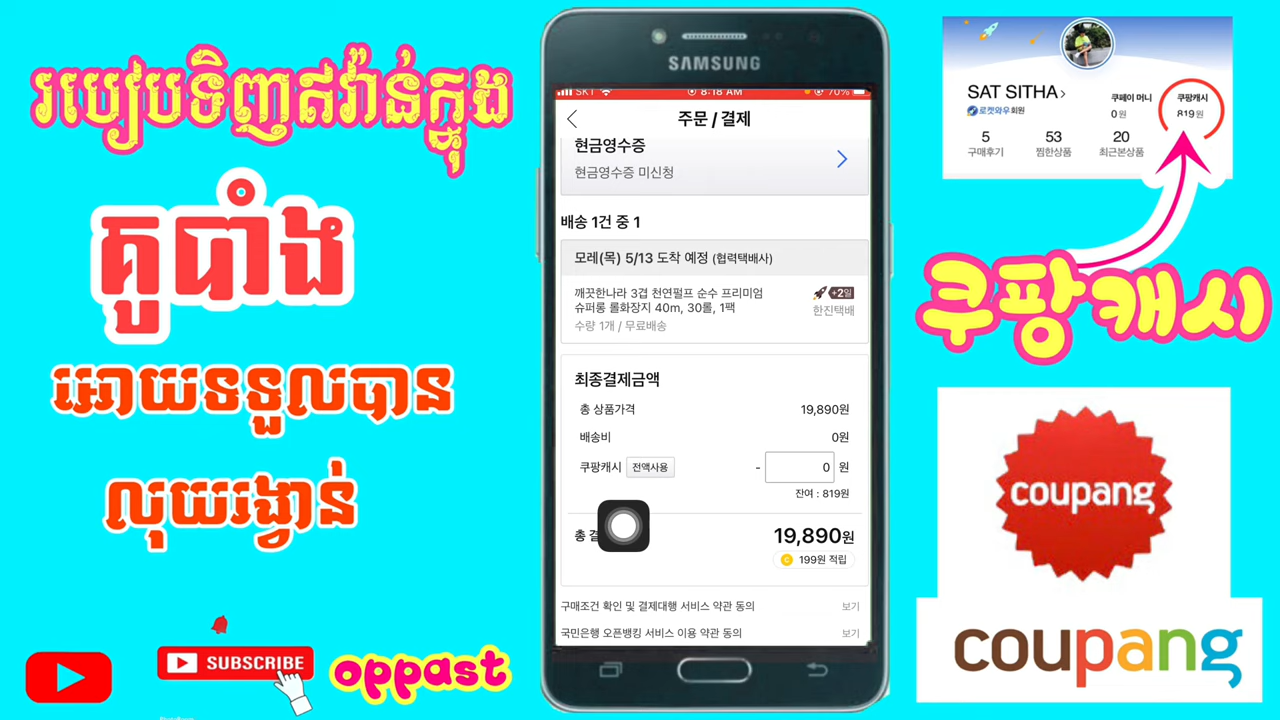 របៀបទិញឥវ៉ាន់ក្នុង
គូប៉ាំង
អោយទទួលបាន
លុយរង្វាន់
SUBSCRIBE
oppast
SAMSUNG
SKT
8:18 AM
70%
주문 / 결제
현금영수증
현금영수증 미신청
배송 1건 중 1
모레(목) 5/13 도착 예정 (협력택배사)
깨끗한나라 3겹 천연펄프 순수 프리미엄
슈퍼롱 롤화장지 40m, 30롤, 1팩
수량 1개 / 무료배송
+2일
한진택배
최종결제금액
총 상품가격 19,890원
배송비 0원
쿠팡캐시 전액사용 - 0 원
잔여 : 819원
총 19,890원
199원 적립
구매조건 확인 및 결제대행 서비스 약관 동의 보기
국민은행 오픈뱅킹 서비스 이용 약관 동의 보기
SAT SITHA >
로켓와우 회원
쿠페이 머니
0 원
쿠팡캐시
819 원
5
구매후기
53
찜한상품
20
최근본상품
쿠팡캐시
coupang
coupang